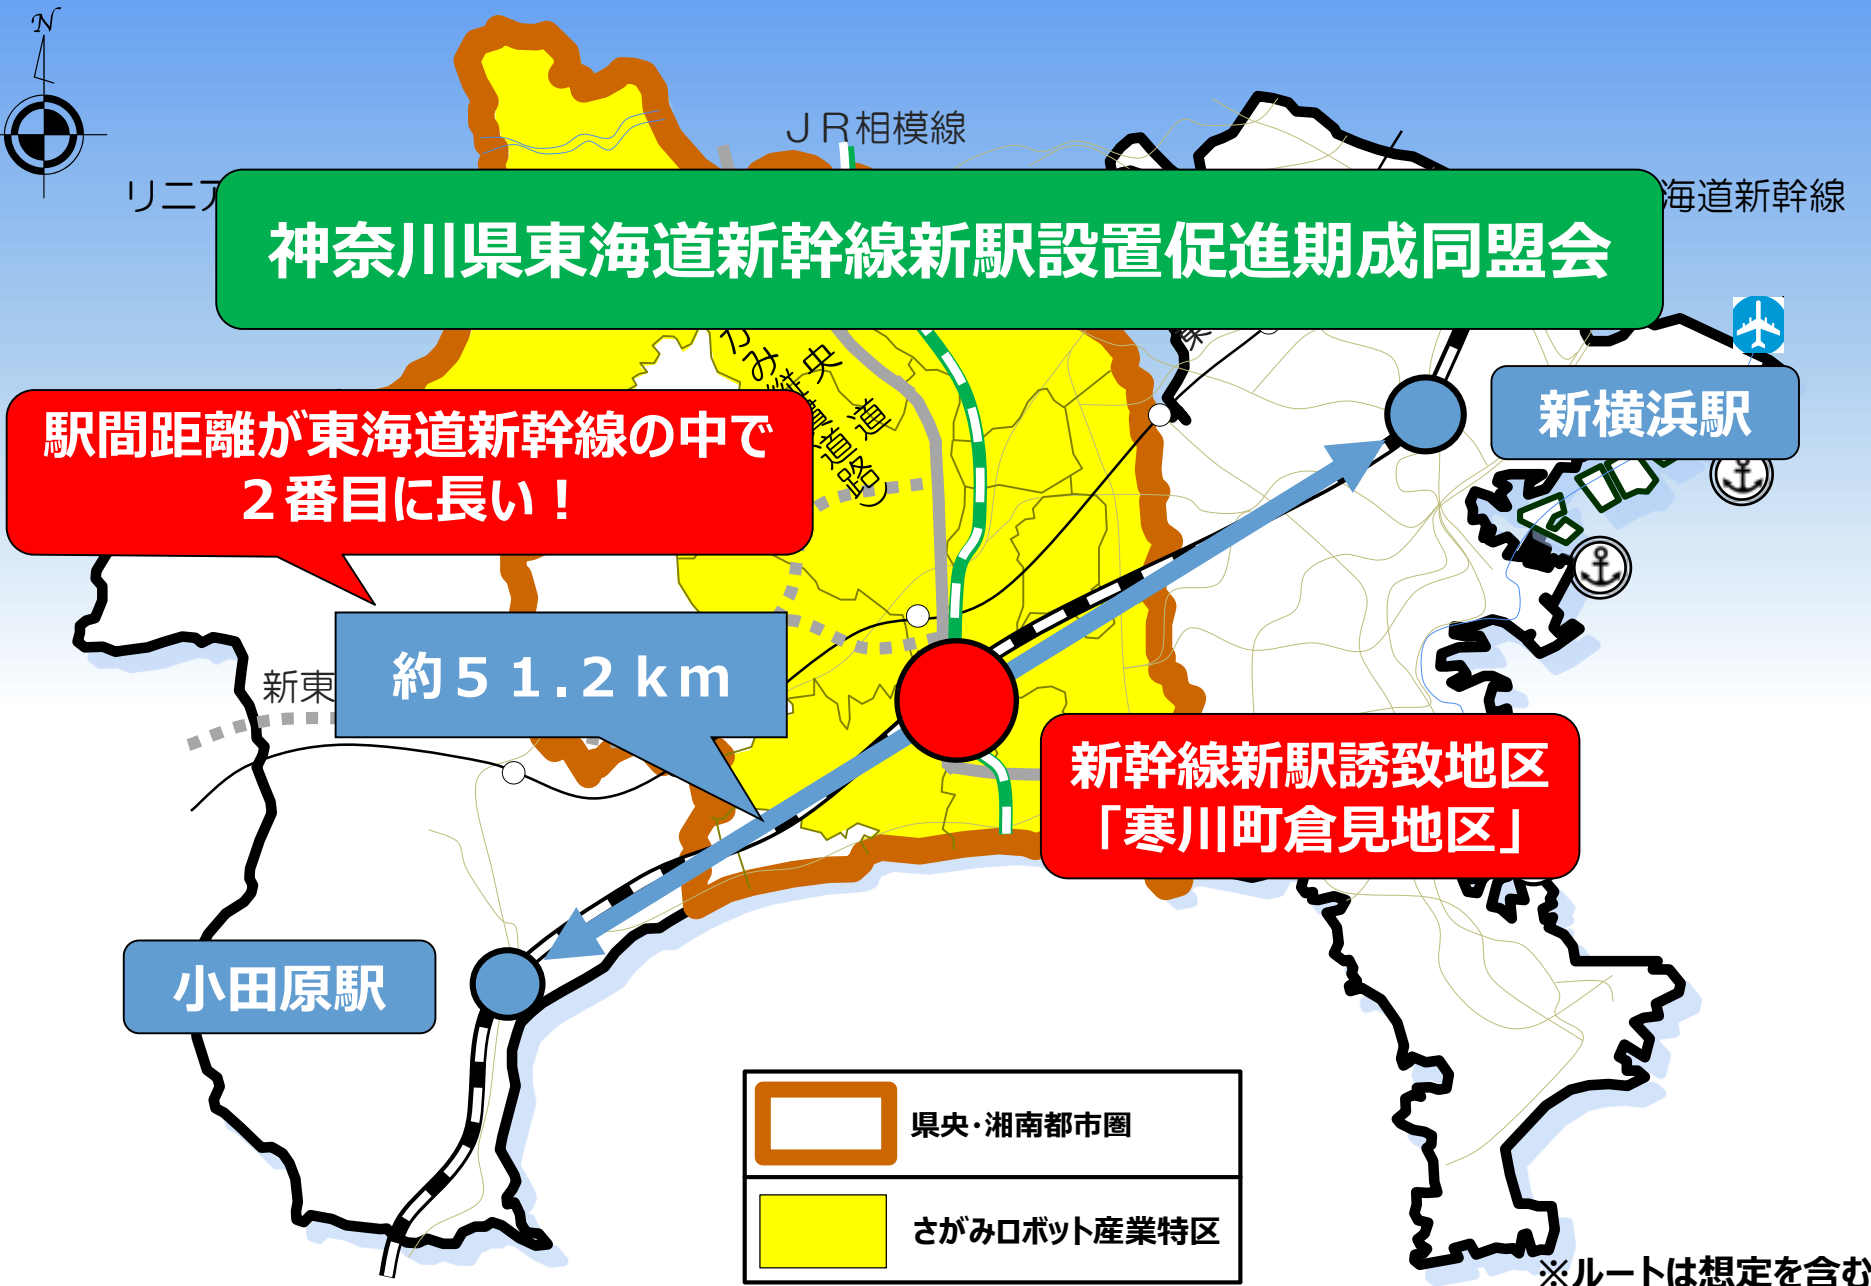 N
JR相模線
リニア
海道新幹線
神奈川県東海道新幹線新駅設置促進期成同盟会
駅間距離が東海道新幹線の中で
２番目に長い！
新横浜駅
約５１.２ｋｍ
新東
新幹線新駅誘致地区
「寒川町倉見地区」
小田原駅
県央・湘南都市圏
さがみロボット産業特区
※ルートは想定を含む